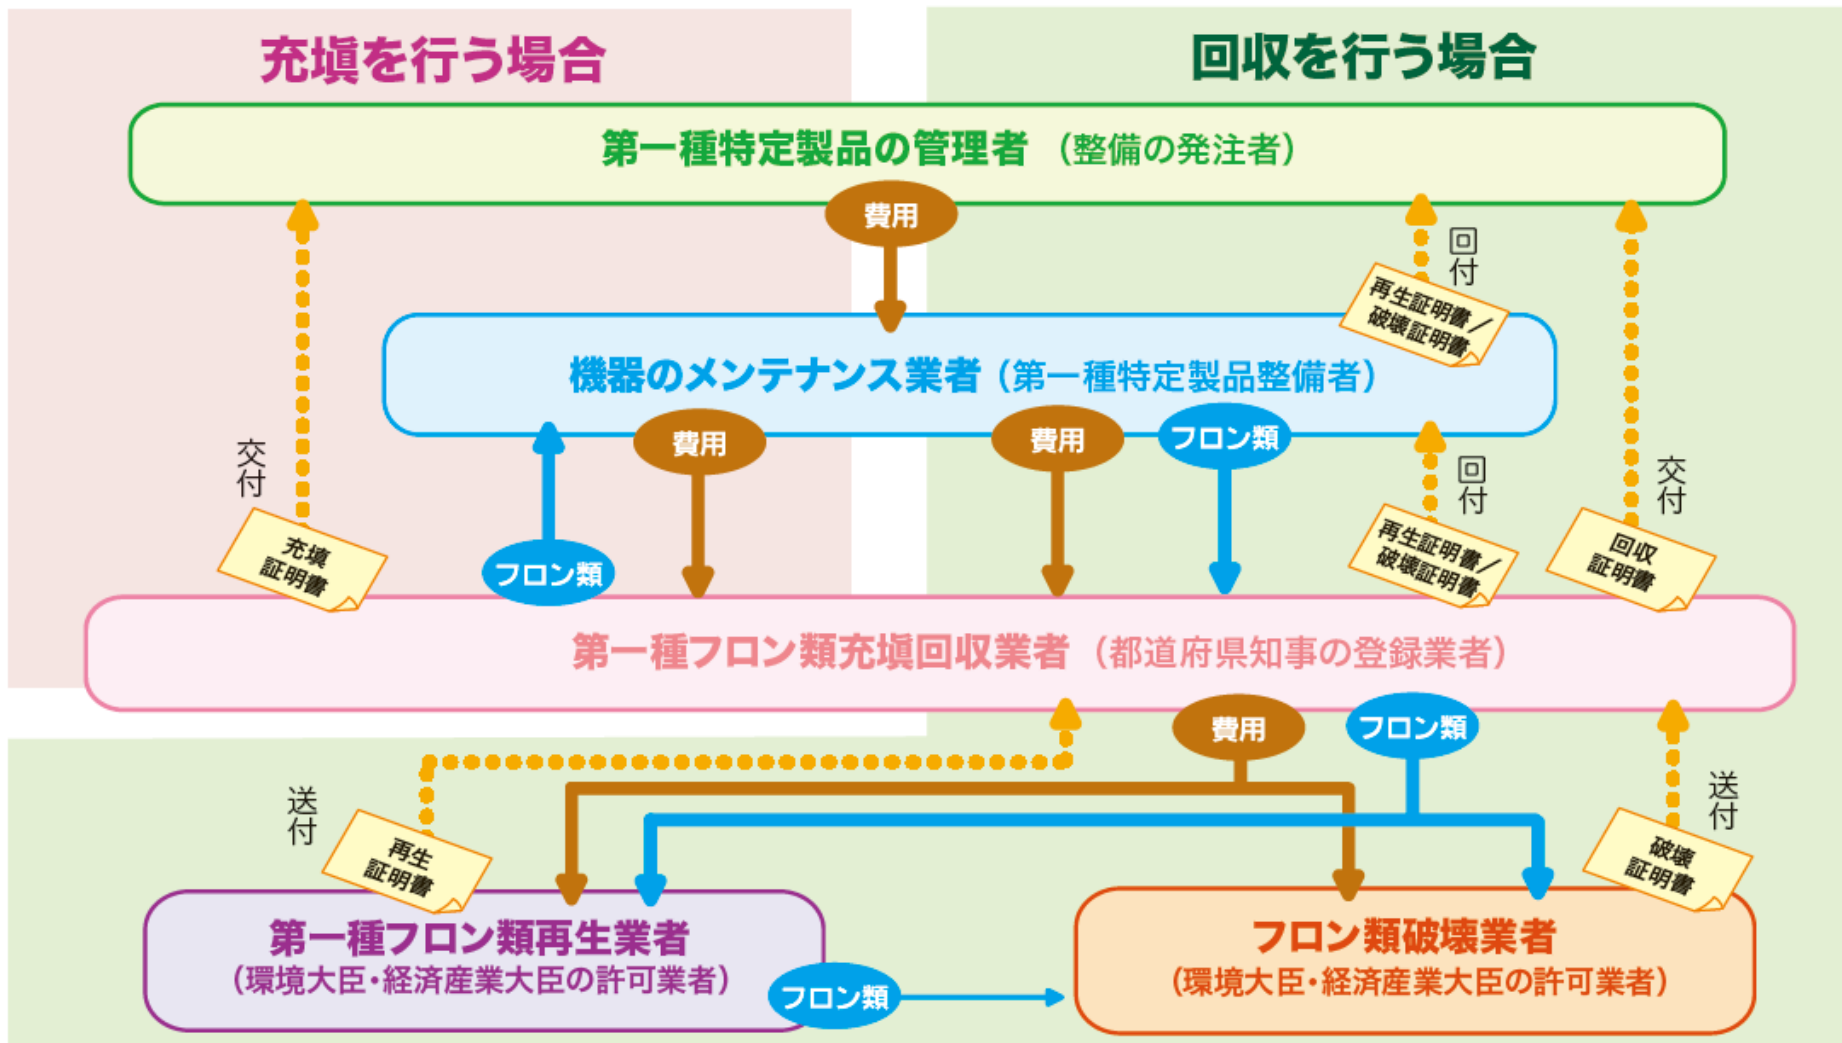 充塡を行う場合
回収を行う場合
第一種特定製品の管理者（整備の発注者）
費用
回付
再生証明書／
破壊証明書
機器のメンテナンス業者（第一種特定製品整備者）
費用
費用
フロン類
交付
回付
交付
充塡
証明書
フロン類
再生証明書／
破壊証明書
回収
証明書
第一種フロン類充塡回収業者（都道府県知事の登録業者）
費用
フロン類
送付
送付
再生
証明書
破壊
証明書
第一種フロン類再生業者
（環境大臣・経済産業大臣の許可業者）
フロン類
フロン類破壊業者
（環境大臣・経済産業大臣の許可業者）